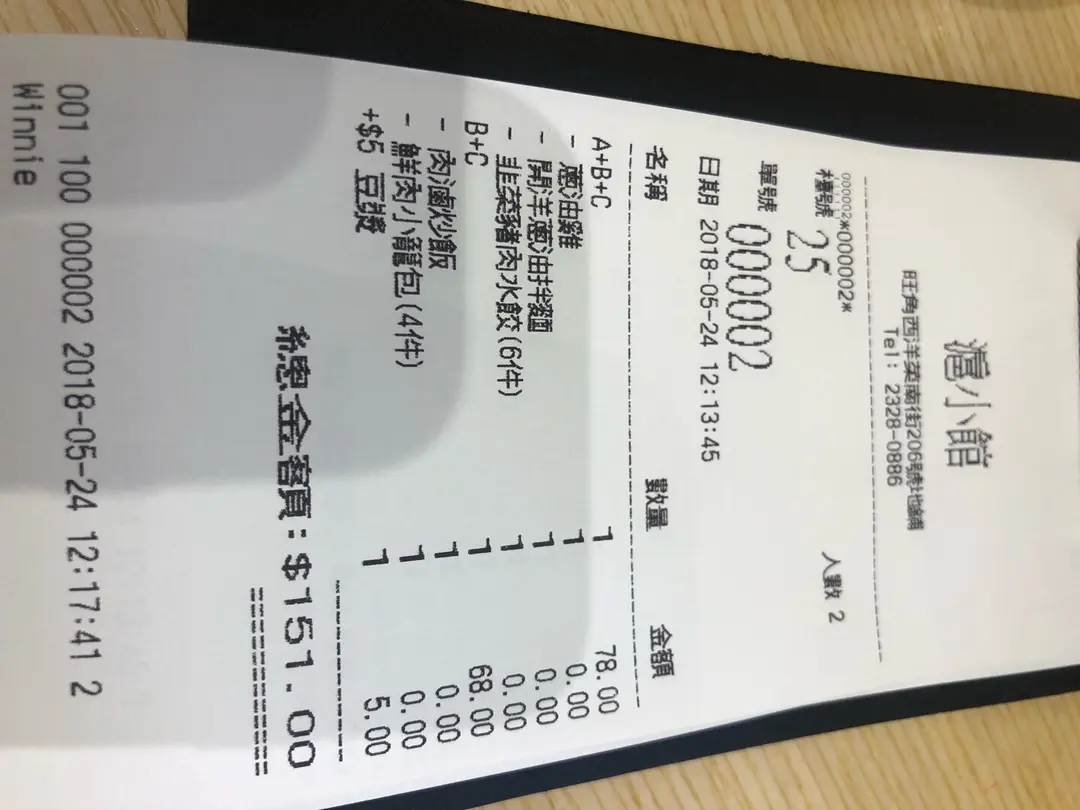 滬小館
旺角西洋菜南街206號地舖
Tel: 2328-0886
000002*000002*
枱號 25 人數 2
單號 000002
日期 2018-05-24 12:13:45
名稱 數量 金額
A+B+C 1 78.00
- 蔥油雞 1 0.00
- 開洋蔥油拌麵 1 0.00
- 韭菜豬肉水餃(6件) 1 0.00
B+C 1 68.00
- 肉滷炒飯 1 0.00
- 鮮肉小籠包(4件) 1 0.00
+$5 豆漿 1 5.00
總金額:$151.00
001 100 000002 2018-05-24 12:17:41 2
Winnie